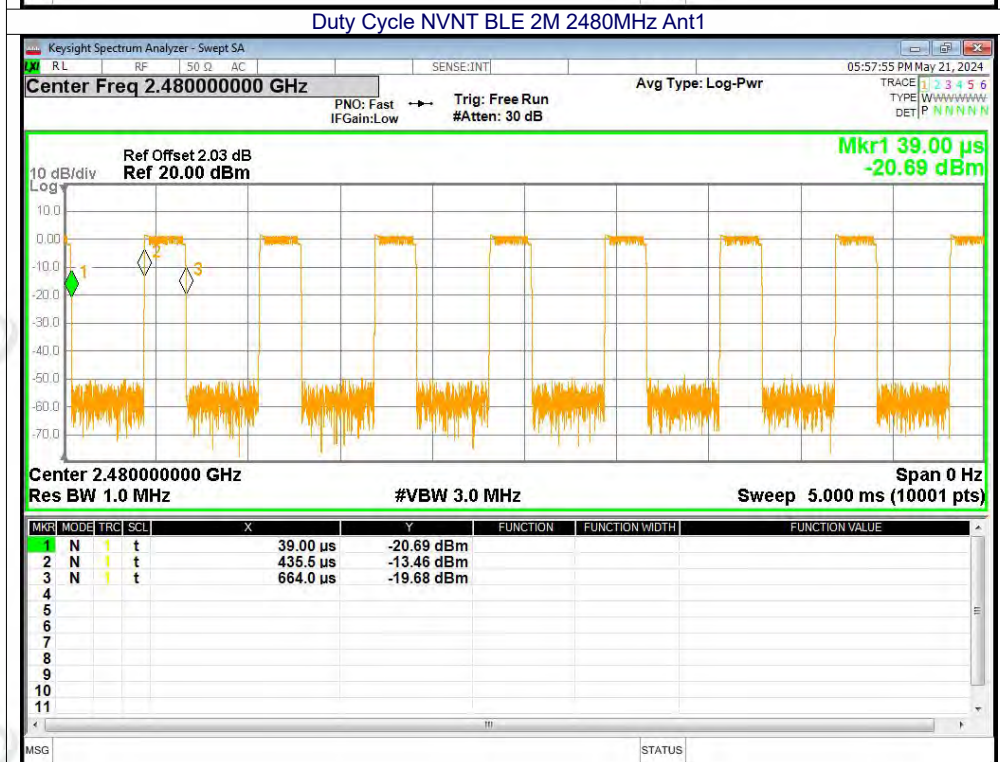 Duty Cycle NVNT BLE 2M 2480MHz Ant1
Keysight Spectrum Analyzer - Swept SA
LXI RL RF 50 Ω AC SENSE:INT 05:57:55 PM May 21, 2024
Center Freq 2.480000000 GHz
PNO: Fast
IFGain:Low
Trig: Free Run
#Atten: 30 dB
Avg Type: Log-Pwr
TRACE 1 2 3 4 5 6
TYPE WWWWWW
DET P N N N N N
Mkr1 39.00 µs
-20.69 dBm
Ref Offset 2.03 dB
10 dB/div Ref 20.00 dBm
Log
10.0
0.00
-10.0
-20.0
-30.0
-40.0
-50.0
-60.0
-70.0
1
2
3
Center 2.480000000 GHz Span 0 Hz
Res BW 1.0 MHz #VBW 3.0 MHz Sweep 5.000 ms (10001 pts)
MKR MODE TRC SCL X Y FUNCTION FUNCTION WIDTH FUNCTION VALUE
1 N 1 t 39.00 µs -20.69 dBm
2 N 1 t 435.5 µs -13.46 dBm
3 N 1 t 664.0 µs -19.68 dBm
4
5
6
7
8
9
10
11
MSG STATUS